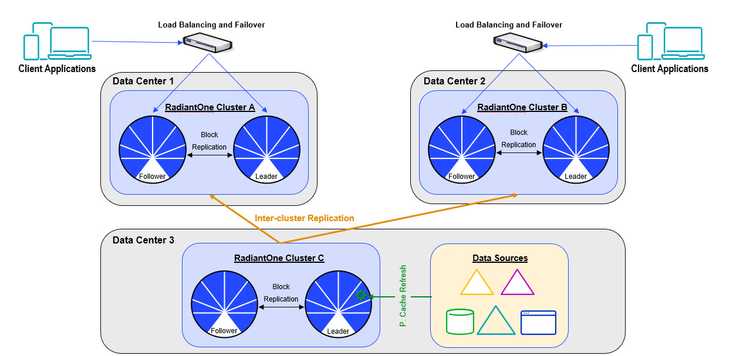 Load Balancing and Failover
Load Balancing and Failover
Client Applications
Client Applications
Data Center 1
Data Center 2
RadiantOne Cluster A
RadiantOne Cluster B
Block
Replication
Follower
Leader
Block
Replication
Follower
Leader
Inter-cluster Replication
Data Center 3
RadiantOne Cluster C
Data Sources
Block
Replication
Follower
Leader
P. Cache Refresh